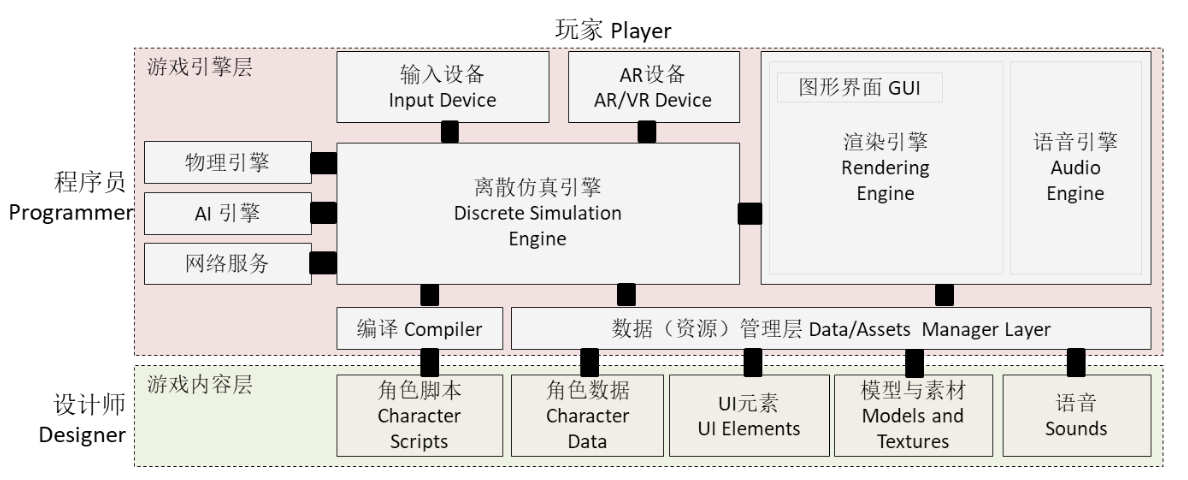 玩家 Player
游戏引擎层
输入设备
Input Device
AR设备
AR/VR Device
图形界面 GUI
渲染引擎
Rendering
Engine
语音引擎
Audio
Engine
程序员
Programmer
物理引擎
AI 引擎
网络服务
离散仿真引擎
Discrete Simulation
Engine
编译 Compiler
数据（资源）管理层 Data/Assets Manager Layer
设计师
Designer
游戏内容层
角色脚本
Character
Scripts
角色数据
Character
Data
UI元素
UI Elements
模型与素材
Models and
Textures
语音
Sounds